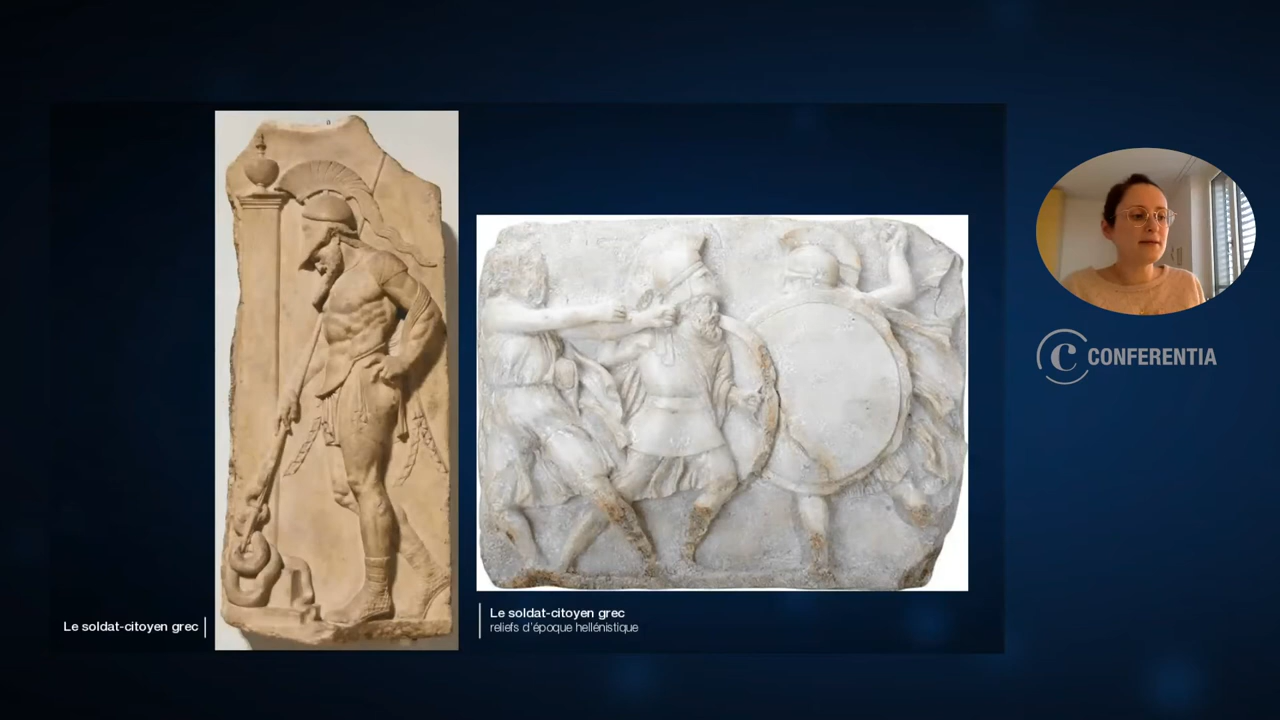 Le soldat-citoyen grec
Le soldat-citoyen grec
reliefs d'époque hellénistique
C CONFERENTIA